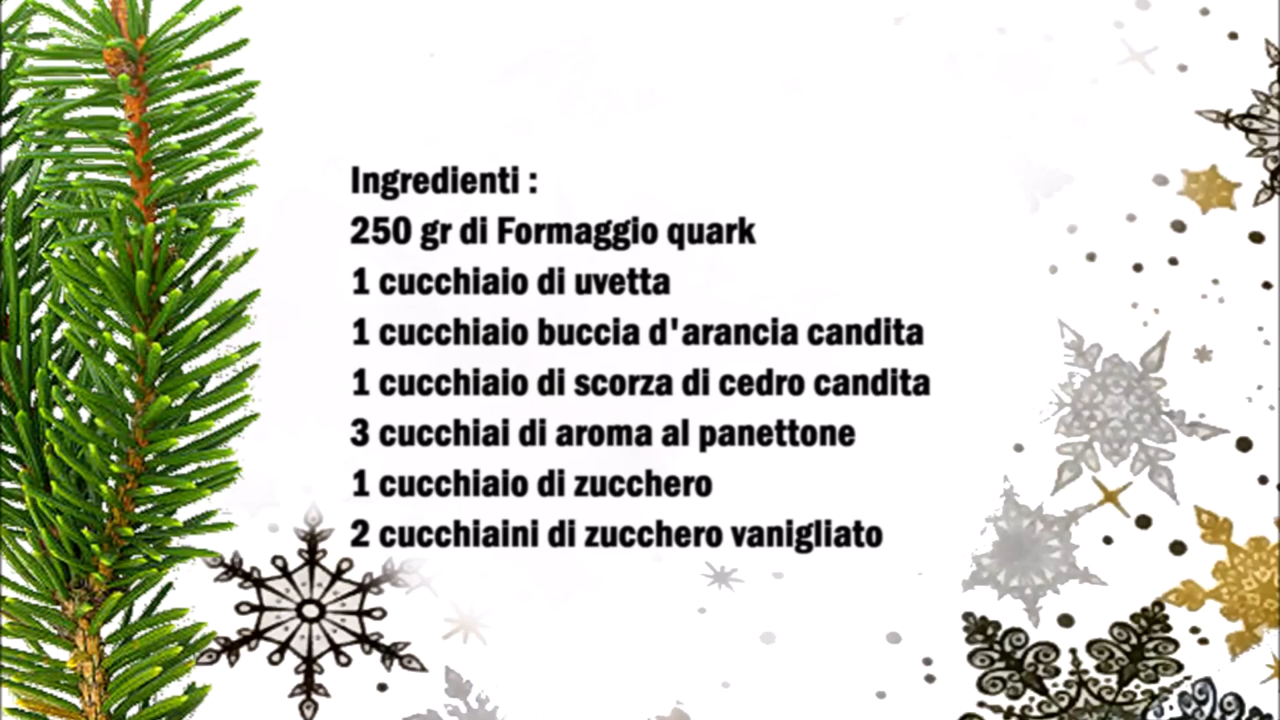 Ingredienti :
250 gr di Formaggio quark
1 cucchiaio di uvetta
1 cucchiaio buccia d'arancia candita
1 cucchiaio di scorza di cedro candita
3 cucchiai di aroma al panettone
1 cucchiaio di zucchero
2 cucchiaini di zucchero vanigliato